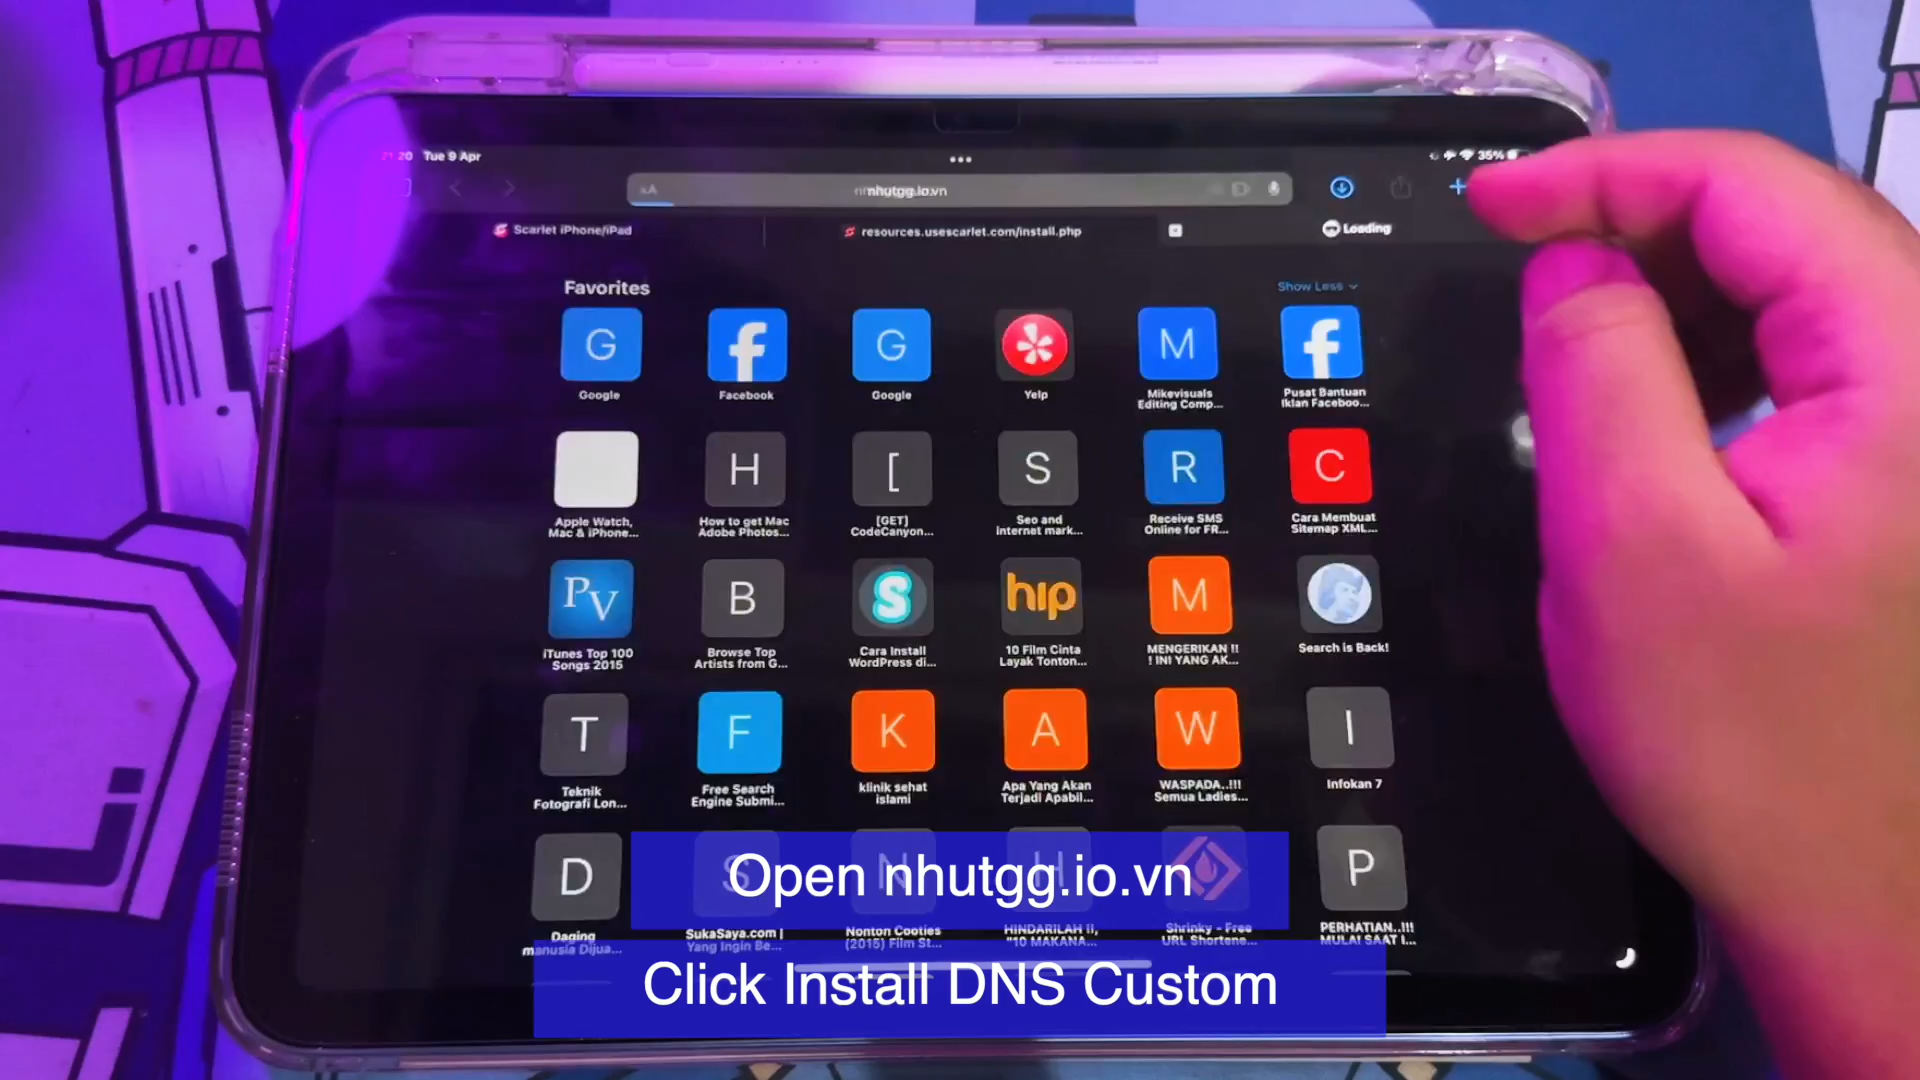 21:20 Tue 9 Apr
35%
AA
nhutgg.io.vn
Scarlet iPhone/iPad
resources.usescarlet.com/install.php
Loading
Favorites
Show Less
G
G
M
Google
Facebook
Google
Yelp
Mikevisuals
Editing Comp...
Pusat Bantuan
Iklan Faceboo...
H
[
S
R
C
Apple Watch,
Mac & iPhone...
How to get Mac
Adobe Photos...
[GET]
CodeCanyon...
Seo and
internet mark...
Receive SMS
Online for FR...
Cara Membuat
Sitemap XML...
PV
B
S
hip
M
iTunes Top 100
Songs 2015
Browse Top
Artists from G...
Cara Install
WordPress di...
10 Film Cinta
Layak Tonton...
MENGERIKAN !!
! INI YANG AK...
Search is Back!
T
F
K
A
W
I
Teknik
Fotografi Lon...
Free Search
Engine Submi...
klinik sehat
islami
Apa Yang Akan
Terjadi Apabil...
WASPADA..!!!
Semua Ladies...
Infokan 7
D
S
N
H
P
Open nhutgg.io.vn
Daging
manusia Dijua...
SukaSaya.com |
Yang Ingin Be...
Nonton Cooties
(2015) Film St...
HINDARILAH !!,
"10 MAKANA...
Shrinky - Free
URL Shortene...
PERHATIAN..!!!
MULAI SAAT I...
Click Install DNS Custom